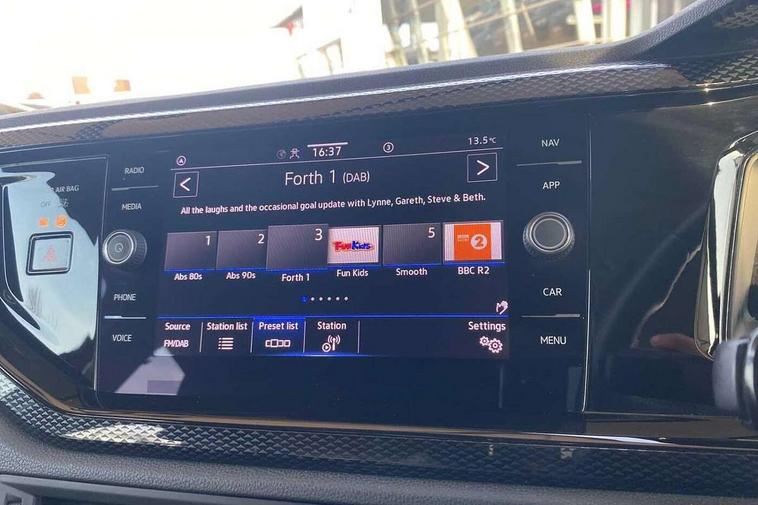 RADIO
MEDIA
PHONE
VOICE
AIR BAG
16:37
3
13.5°C
Forth 1 (DAB)
All the laughs and the occasional goal update with Lynne, Gareth, Steve & Beth.
1
2
3
Fun Kids
5
2
Abs 80s
Abs 90s
Forth 1
Fun Kids
Smooth
BBC R2
Source
Station list
Preset list
Station
Settings
FM/DAB
NAV
APP
CAR
MENU